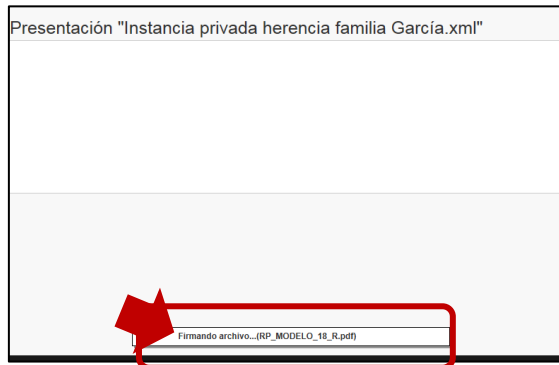 Presentación "Instancia privada herencia familia García.xml"
Firmando archivo...(RP_MODELO_18_R.pdf)